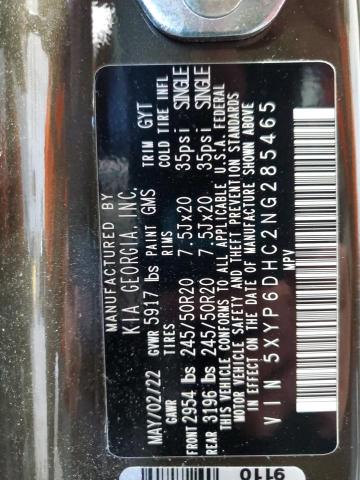 MANUFACTURED BY
KIA GEORGIA, INC.
MAY/02/22 GVWR 5917 lbs PAINT GMS TRIM GYT
GAWR TIRES RIMS COLD TIRE INFL
FRONT 2954 lbs 245/50R20 7.5Jx20 35psi SINGLE
REAR 3196 lbs 245/50R20 7.5Jx20 35psi SINGLE
THIS VEHICLE CONFORMS TO ALL APPLICABLE U.S.A. FEDERAL
MOTOR VEHICLE SAFETY AND THEFT PREVENTION STANDARDS
IN EFFECT ON THE DATE OF MANUFACTURE SHOWN ABOVE
VIN 5XYP6DHC2NG285465
MPV
9110